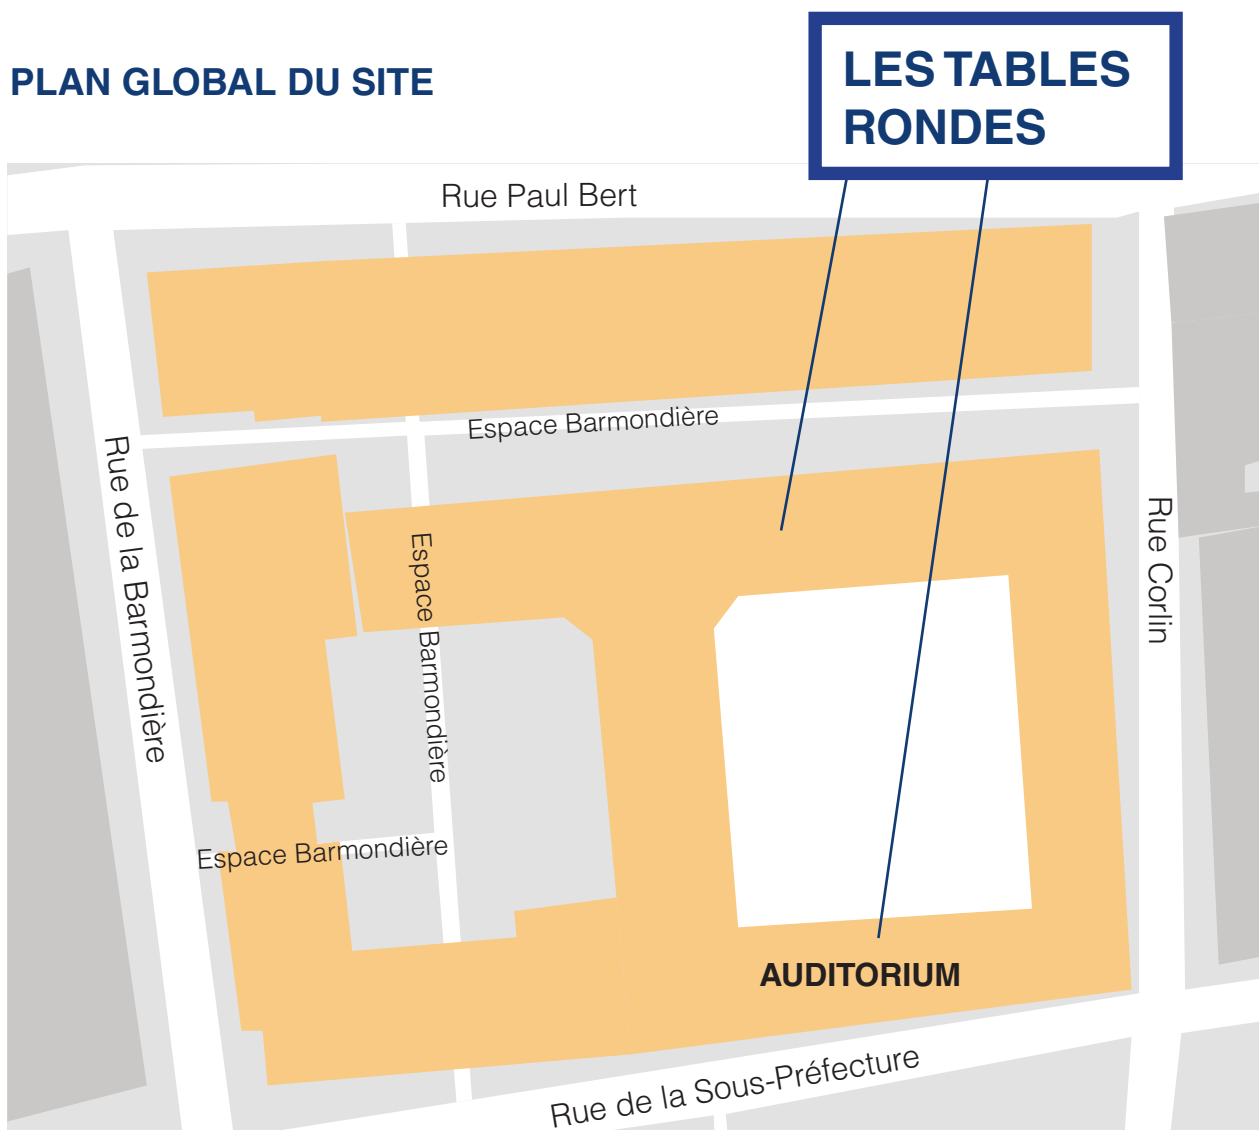 PLAN GLOBAL DU SITE
LES TABLES
RONDES
Rue Paul Bert
Espace Barmondière
Rue de la Barmondière
Espace Barmondière
Rue Corlin
Espace Barmondière
AUDITORIUM
Rue de la Sous-Préfecture